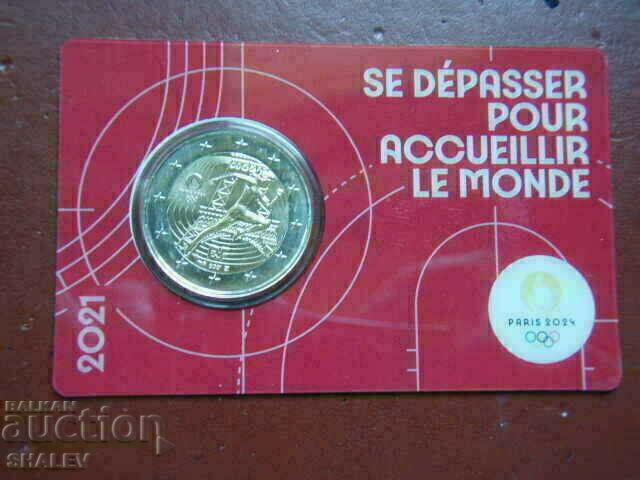 SE DÉPASSER
POUR
ACCUEILLIR
LE MONDE
2021
PARIS 2024
BALKAN
AUCTION
SHALEV